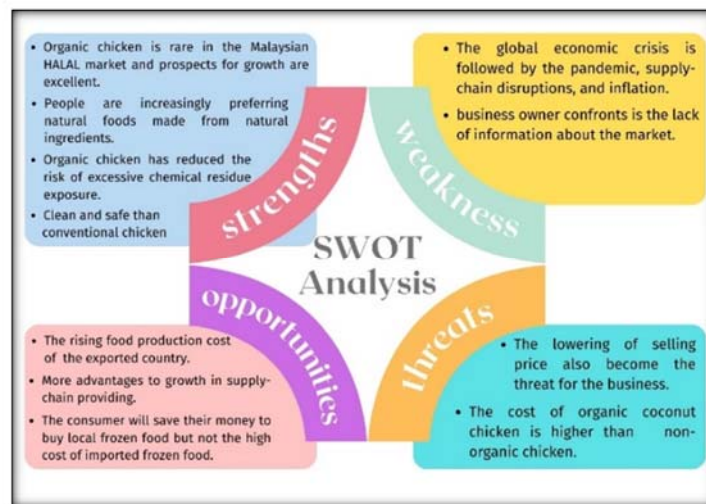 • Organic chicken is rare in the Malaysian
HALAL market and prospects for growth are
excellent.
• People are increasingly preferring
natural foods made from natural
ingredients.
• Organic chicken has reduced the
risk of excessive chemical residue
exposure.
• Clean and safe than
conventional chicken
strengths
• The global economic crisis is
followed by the pandemic, supply-
chain disruptions, and inflation.
• business owner confronts is the lack
of information about the market.
weakness
SWOT
Analysis
opportunities
• The rising food production cost
of the exported country.
• More advantages to growth in supply-
chain providing.
• The consumer will save their money to
buy local frozen food but not the high
cost of imported frozen food.
threats
• The lowering of selling
price also become the
threat for the business.
• The cost of organic coconut
chicken is higher than non-
organic chicken.